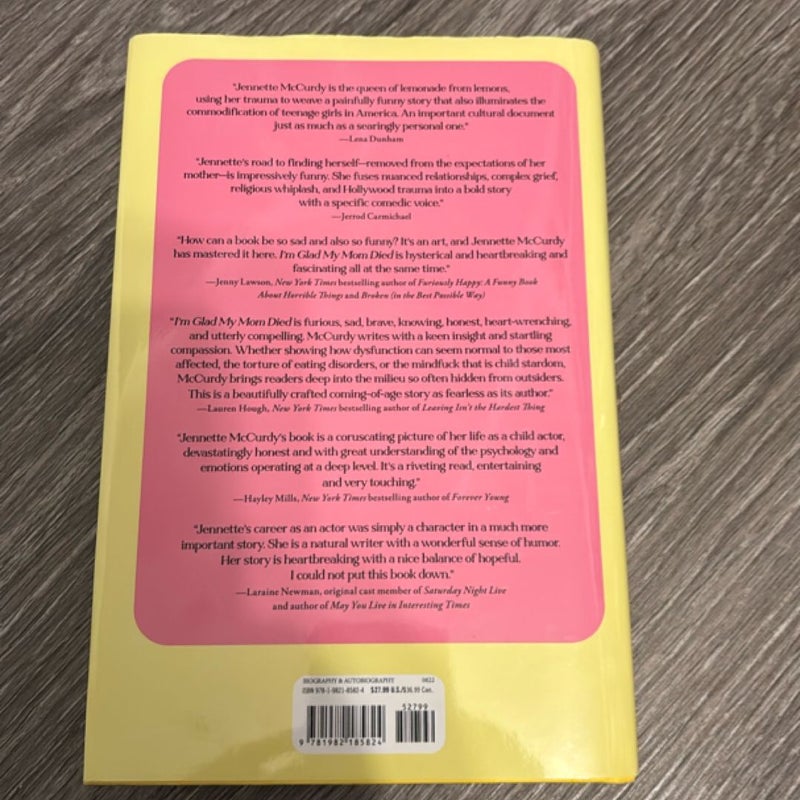 "Jennette McCurdy is the queen of lemonade from lemons,
using her trauma to weave a painfully funny story that also illuminates the
commodification of teenage girls in America. An important cultural document
just as much as a searingly personal one."
—Lena Dunham
"Jennette's road to finding herself—removed from the expectations of her
mother—is impressively funny. She fuses nuanced relationships, complex grief,
religious whiplash, and Hollywood trauma into a bold story
with a specific comedic voice."
—Jerrod Carmichael
"How can a book be so sad and also so funny? It's an art, and Jennette McCurdy
has mastered it here. I'm Glad My Mom Died is hysterical and heartbreaking and
fascinating all at the same time."
—Jenny Lawson, New York Times bestselling author of Furiously Happy: A Funny Book
About Horrible Things and Broken (in the Best Possible Way)
"I'm Glad My Mom Died is furious, sad, brave, knowing, honest, heart-wrenching,
and utterly compelling. McCurdy writes with a keen insight and startling
compassion. Whether showing how dysfunction can seem normal to those most
affected, the torture of eating disorders, or the mindfuck that is child stardom,
McCurdy brings readers deep into the milieu so often hidden from outsiders.
This is a beautifully crafted coming-of-age story as fearless as its author."
—Lauren Hough, New York Times bestselling author of Leaving Isn't the Hardest Thing
"Jennette McCurdy's book is a coruscating picture of her life as a child actor,
devastatingly honest and with great understanding of the psychology and
emotions operating at a deep level. It's a riveting read, entertaining
and very touching."
—Hayley Mills, New York Times bestselling author of Forever Young
"Jennette's career as an actor was simply a character in a much more
important story. She is a natural writer with a wonderful sense of humor.
Her story is heartbreaking with a nice balance of hopeful.
I could not put this book down."
—Laraine Newman, original cast member of Saturday Night Live
and author of May You Live in Interesting Times
BIOGRAPHY & AUTOBIOGRAPHY 0822
ISBN 978-1-9821-8582-4 $27.99 U.S./$36.99 Can.
52799
9 781982 185824